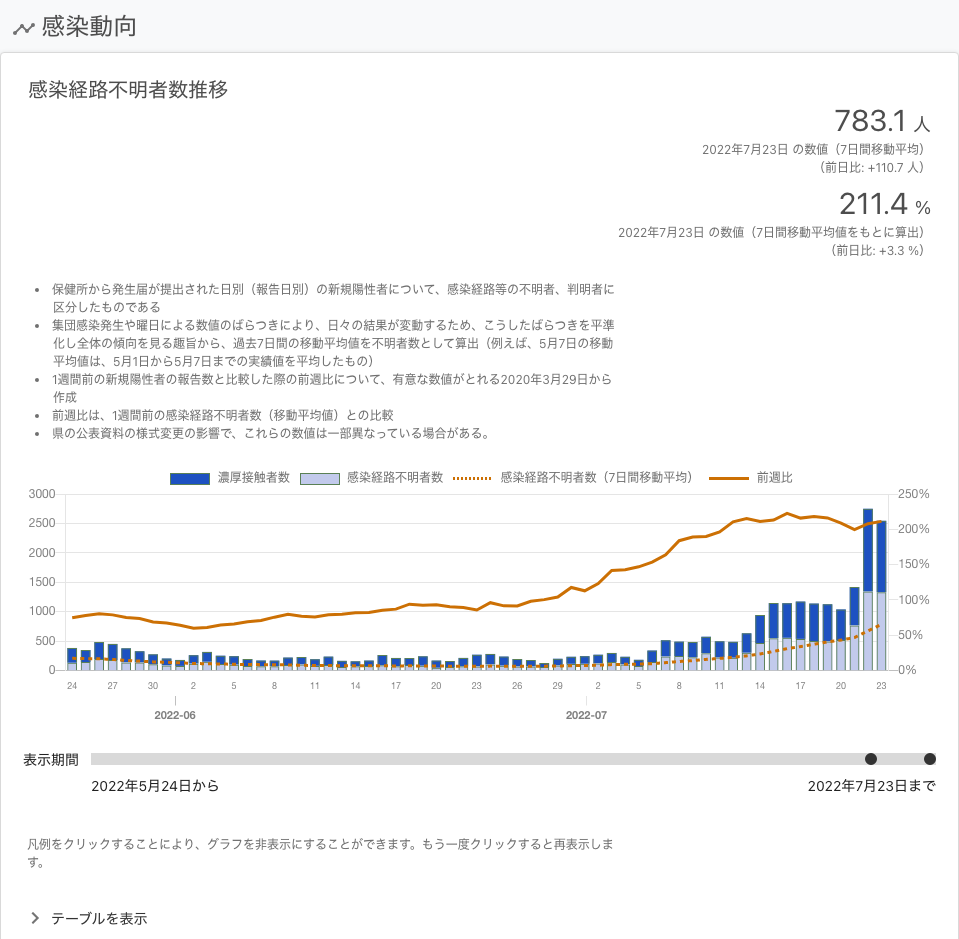 感染動向
感染経路不明者数推移
783.1 人
2022年7月23日 の数値（7日間移動平均）
（前日比: +110.7 人）
211.4 %
2022年7月23日 の数値（7日間移動平均値をもとに算出）
（前日比: +3.3 %）
• 保健所から発生届が提出された日別（報告日別）の新規陽性者について、感染経路等の不明者、判明者に
区分したものである
• 集団感染発生や曜日による数値のばらつきにより、日々の結果が変動するため、こうしたばらつきを平準
化し全体の傾向を見る趣旨から、過去7日間の移動平均値を不明者数として算出（例えば、5月7日の移動
平均値は、5月1日から5月7日までの実績値を平均したもの）
• 1週間前の新規陽性者の報告数と比較した際の前週比について、有意な数値がとれる2020年3月29日から
作成
• 前週比は、1週間前の感染経路不明者数（移動平均値）との比較
• 県の公表資料の様式変更の影響で、これらの数値は一部異なっている場合がある。
濃厚接触者数 感染経路不明者数 感染経路不明者数（7日間移動平均） 前週比
3000 250%
2500 200%
2000 150%
1500
1000 100%
500 50%
0 0%
24 27 30 2 5 8 11 14 17 20 23 26 29 2 5 8 11 14 17 20 23
2022-06 2022-07
表示期間
2022年5月24日から 2022年7月23日まで
凡例をクリックすることにより、グラフを非表示にすることができます。もう一度クリックすると再表示しま
す。
テーブルを表示